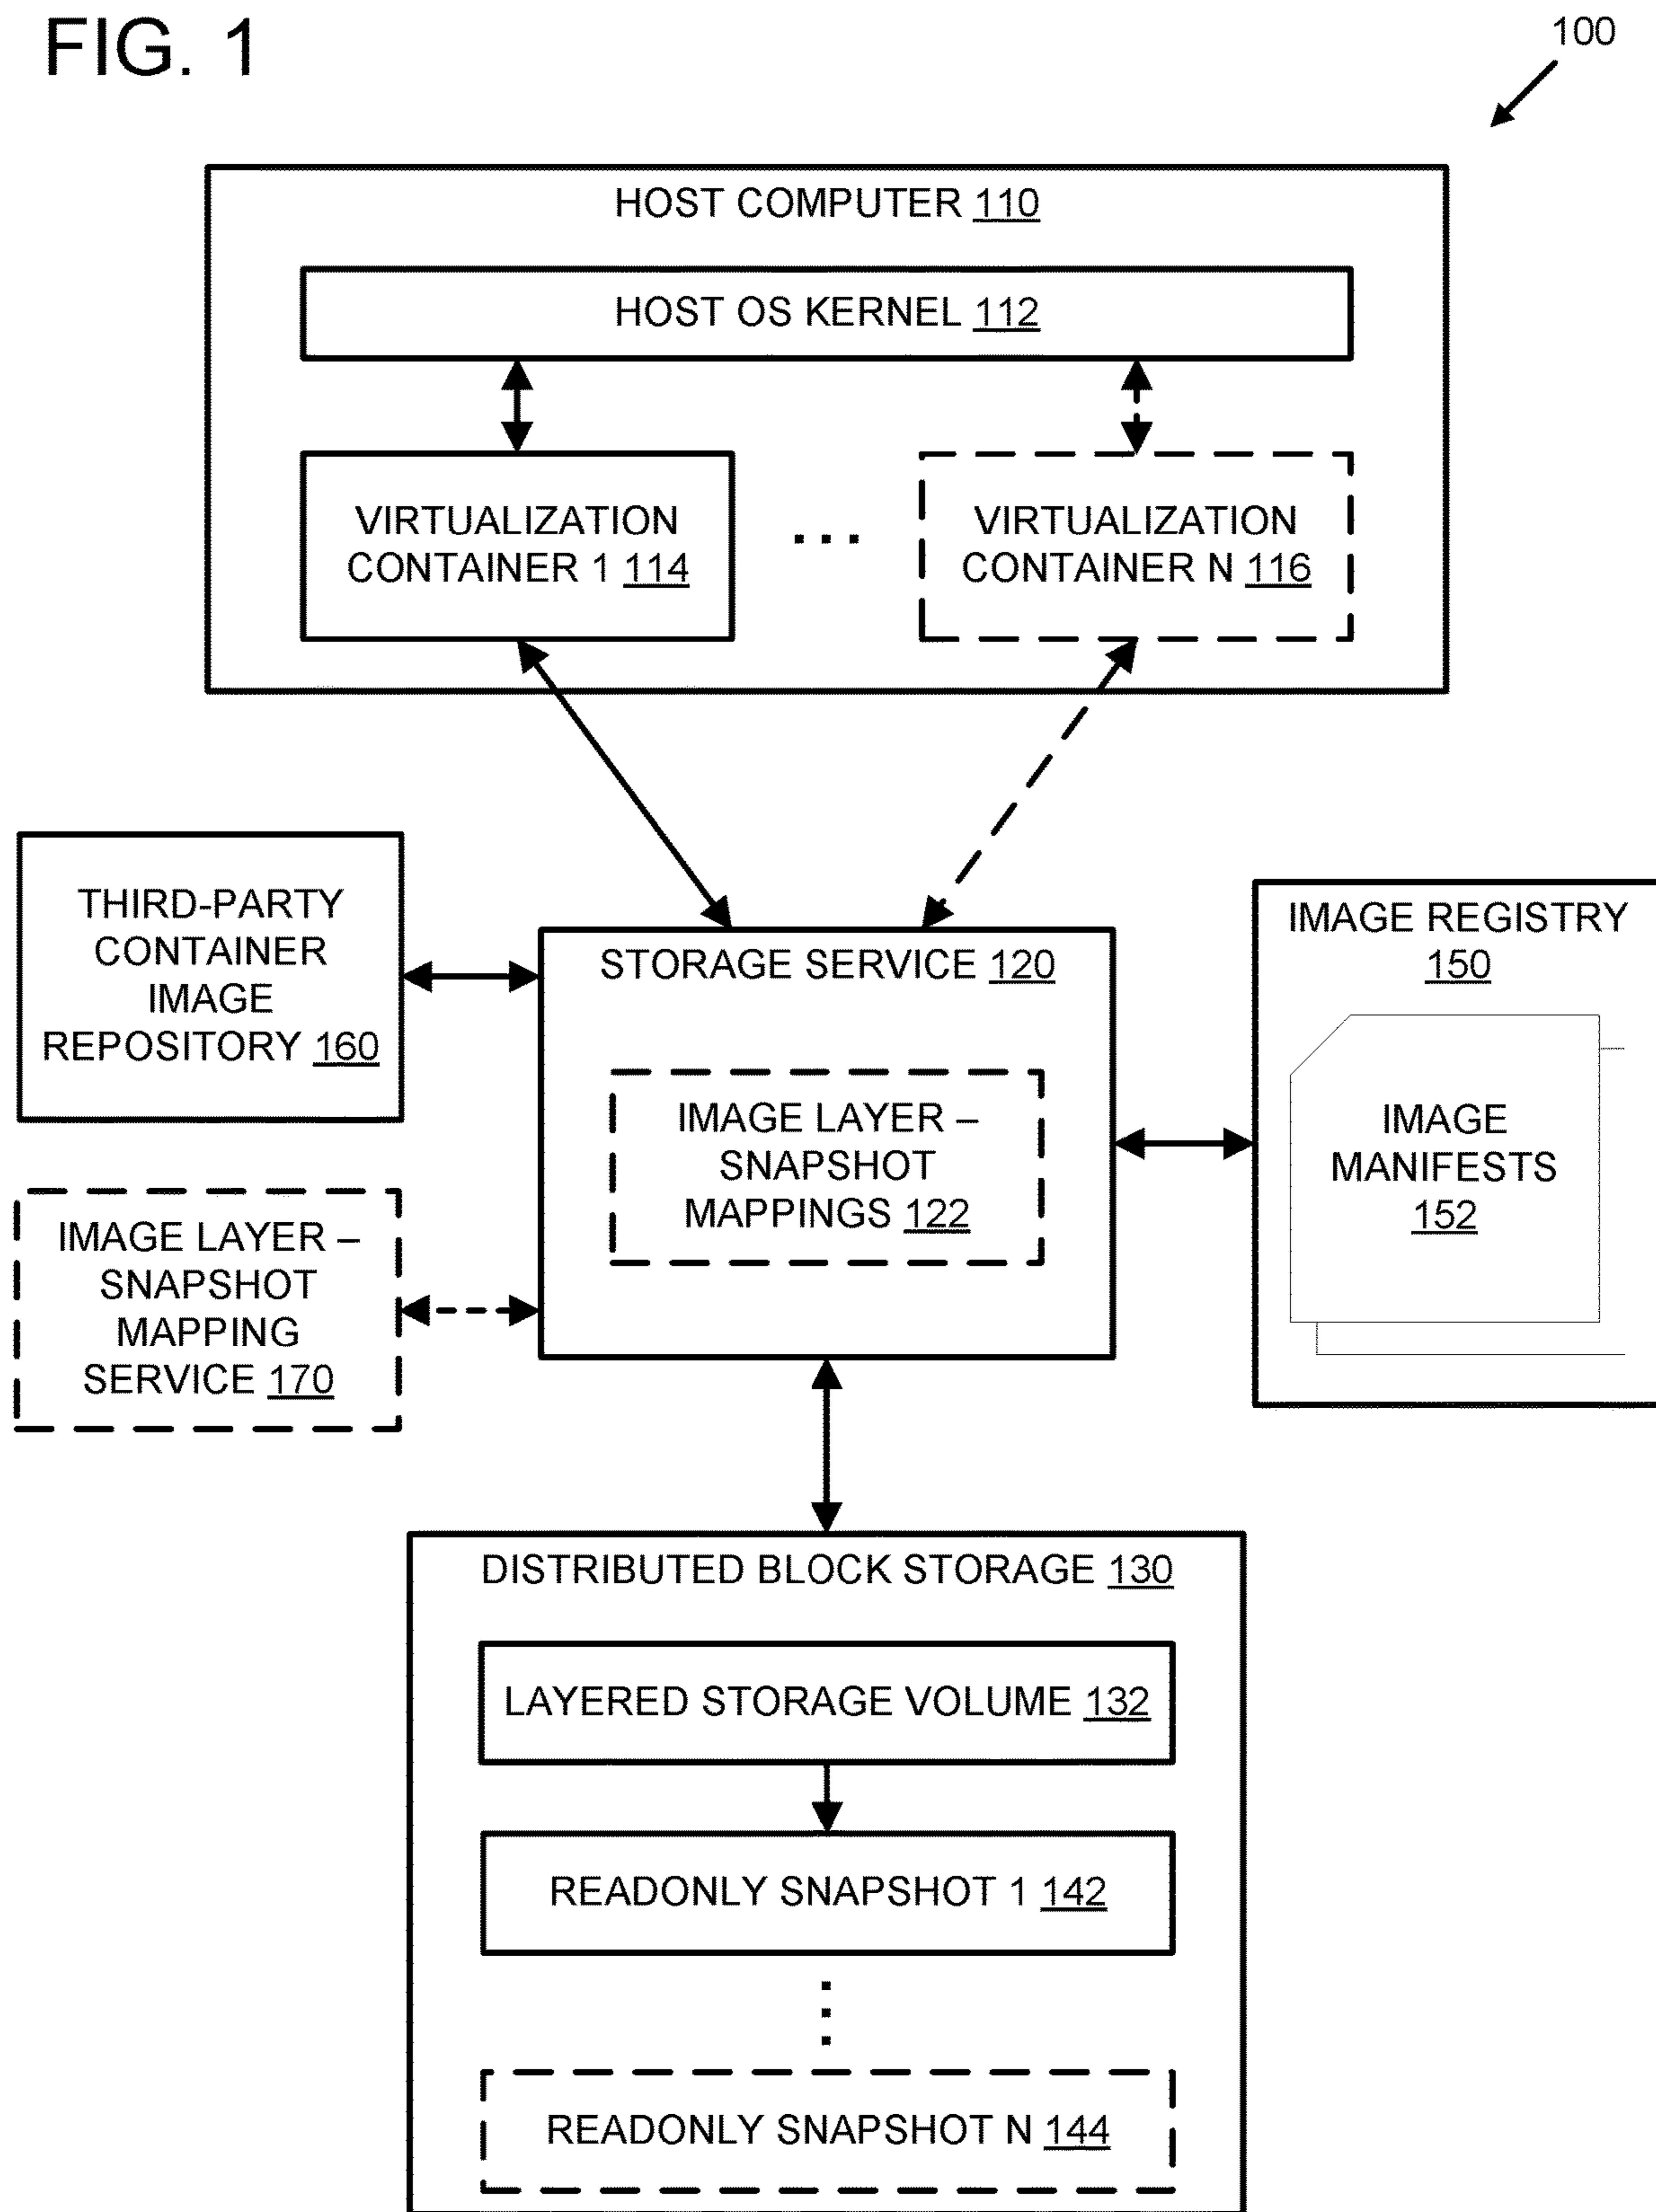 FIG. 1
100
HOST COMPUTER 110
HOST OS KERNEL 112
VIRTUALIZATION
CONTAINER 1 114
...
VIRTUALIZATION
CONTAINER N 116
THIRD-PARTY
CONTAINER
IMAGE
REPOSITORY 160
STORAGE SERVICE 120
IMAGE LAYER –
SNAPSHOT
MAPPINGS 122
IMAGE REGISTRY
150
IMAGE
MANIFESTS
152
IMAGE LAYER –
SNAPSHOT
MAPPING
SERVICE 170
DISTRIBUTED BLOCK STORAGE 130
LAYERED STORAGE VOLUME 132
READONLY SNAPSHOT 1 142
READONLY SNAPSHOT N 144